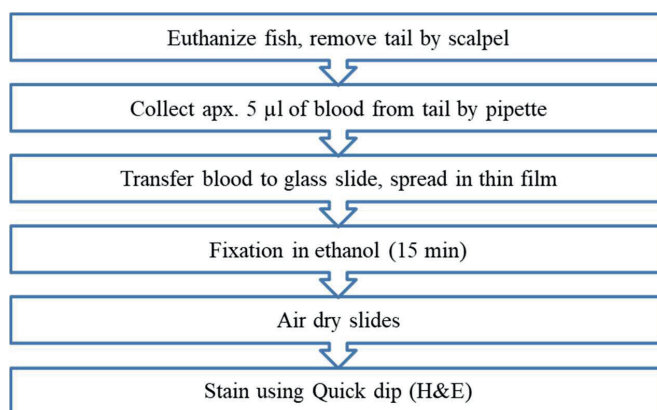 Euthanize fish, remove tail by scalpel
Collect apx. 5 µl of blood from tail by pipette
Transfer blood to glass slide, spread in thin film
Fixation in ethanol (15 min)
Air dry slides
Stain using Quick dip (H&E)